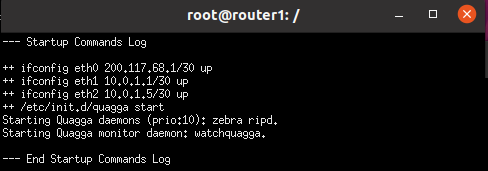 root@router1: /
--- Startup Commands Log
++ ifconfig eth0 200.117.68.1/30 up
++ ifconfig eth1 10.0.1.1/30 up
++ ifconfig eth2 10.0.1.5/30 up
++ /etc/init.d/quagga start
Starting Quagga daemons (prio:10): zebra ripd.
Starting Quagga monitor daemon: watchquagga.
--- End Startup Commands Log